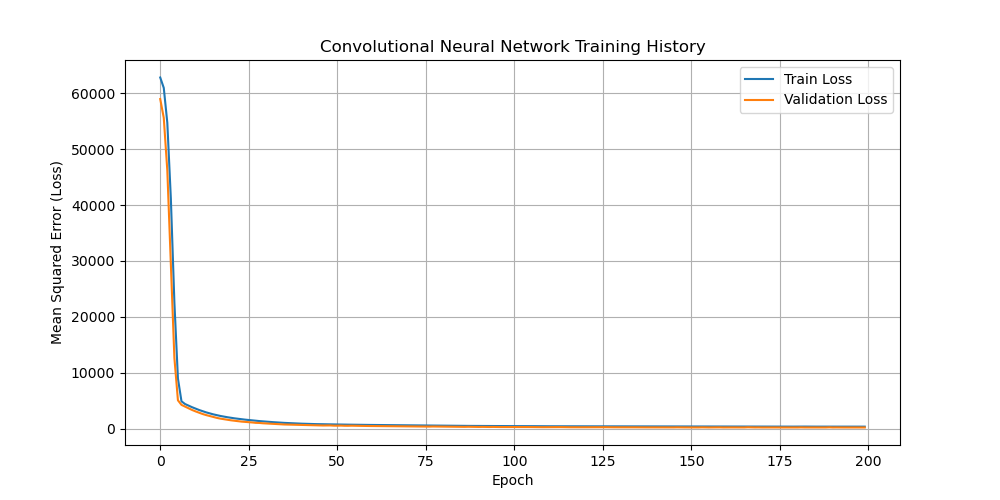 Convolutional Neural Network Training History
Train Loss
Validation Loss
60000
50000
40000
30000
20000
10000
0
Mean Squared Error (Loss)
0 25 50 75 100 125 150 175 200
Epoch